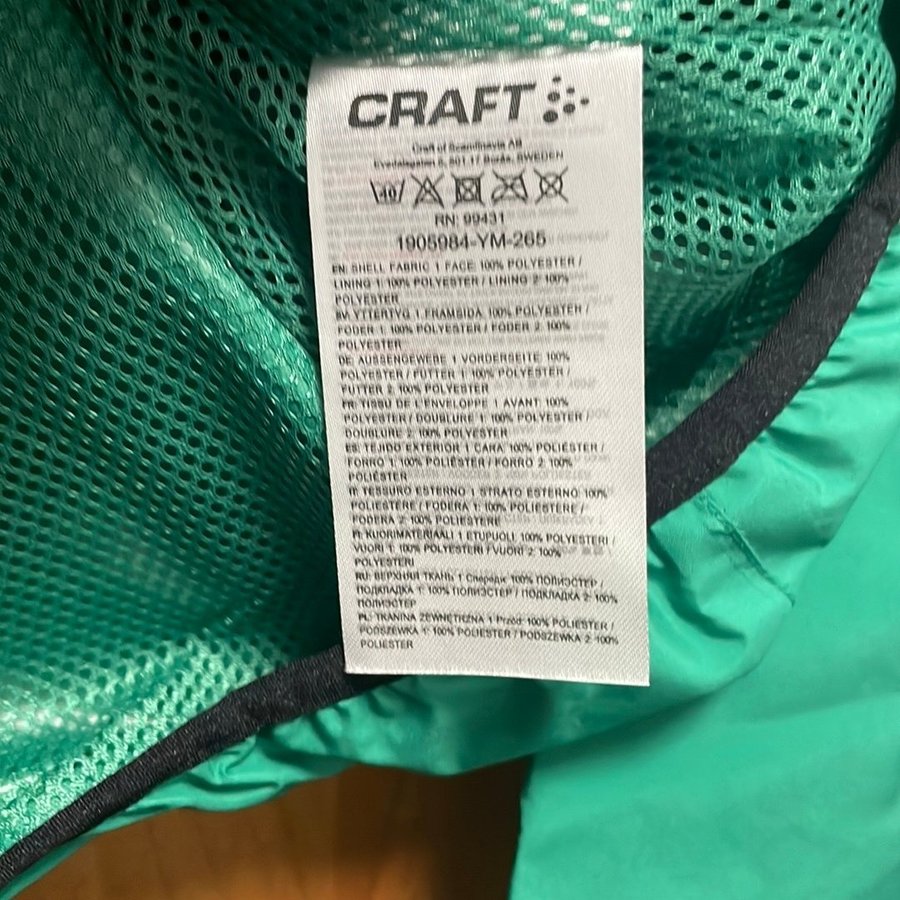 CRAFT
Craft of Scandinavia AB
Evedalsgatan 5, 501 17 Borås, SWEDEN
40
RN: 99431
1905984-YM-265
EN: SHELL FABRIC 1 FACE: 100% POLYESTER /
LINING 1: 100% POLYESTER / LINING 2: 100%
POLYESTER
SV: YTTERTYG 1 FRAMSIDA: 100% POLYESTER /
FODER 1: 100% POLYESTER / FODER 2: 100%
POLYESTER
DE: AUSSENGEWEBE 1 VORDERSEITE: 100%
POLYESTER / FUTTER 1: 100% POLYESTER /
FUTTER 2: 100% POLYESTER
FR: TISSU DE L'ENVELOPPE 1 AVANT: 100%
POLYESTER / DOUBLURE 1: 100% POLYESTER /
DOUBLURE 2: 100% POLYESTER
ES: TEJIDO EXTERIOR 1 CARA: 100% POLIÉSTER /
FORRO 1: 100% POLIÉSTER / FORRO 2: 100%
POLIÉSTER
IT: TESSURO ESTERNO 1 STRATO ESTERNO: 100%
POLIESTERE / FODERA 1: 100% POLIESTERE /
FODERA 2: 100% POLIESTERE
FI: KUORIMATERIAALI 1 ETUPUOLI: 100% POLYESTERI /
VUORI 1: 100% POLYESTERI / VUORI 2: 100%
POLYESTERI
RU: ВЕРХНЯЯ ТКАНЬ 1 Спереди: 100% ПОЛИЭСТЕР /
ПОДКЛАДКА 1: 100% ПОЛИЭСТЕР / ПОДКЛАДКА 2: 100%
ПОЛИЭСТЕР
PL: TKANINA ZEWNĘTRZNA 1 Przód: 100% POLIESTER /
PODSZEWKA 1: 100% POLIESTER / PODSZEWKA 2: 100%
POLIESTER